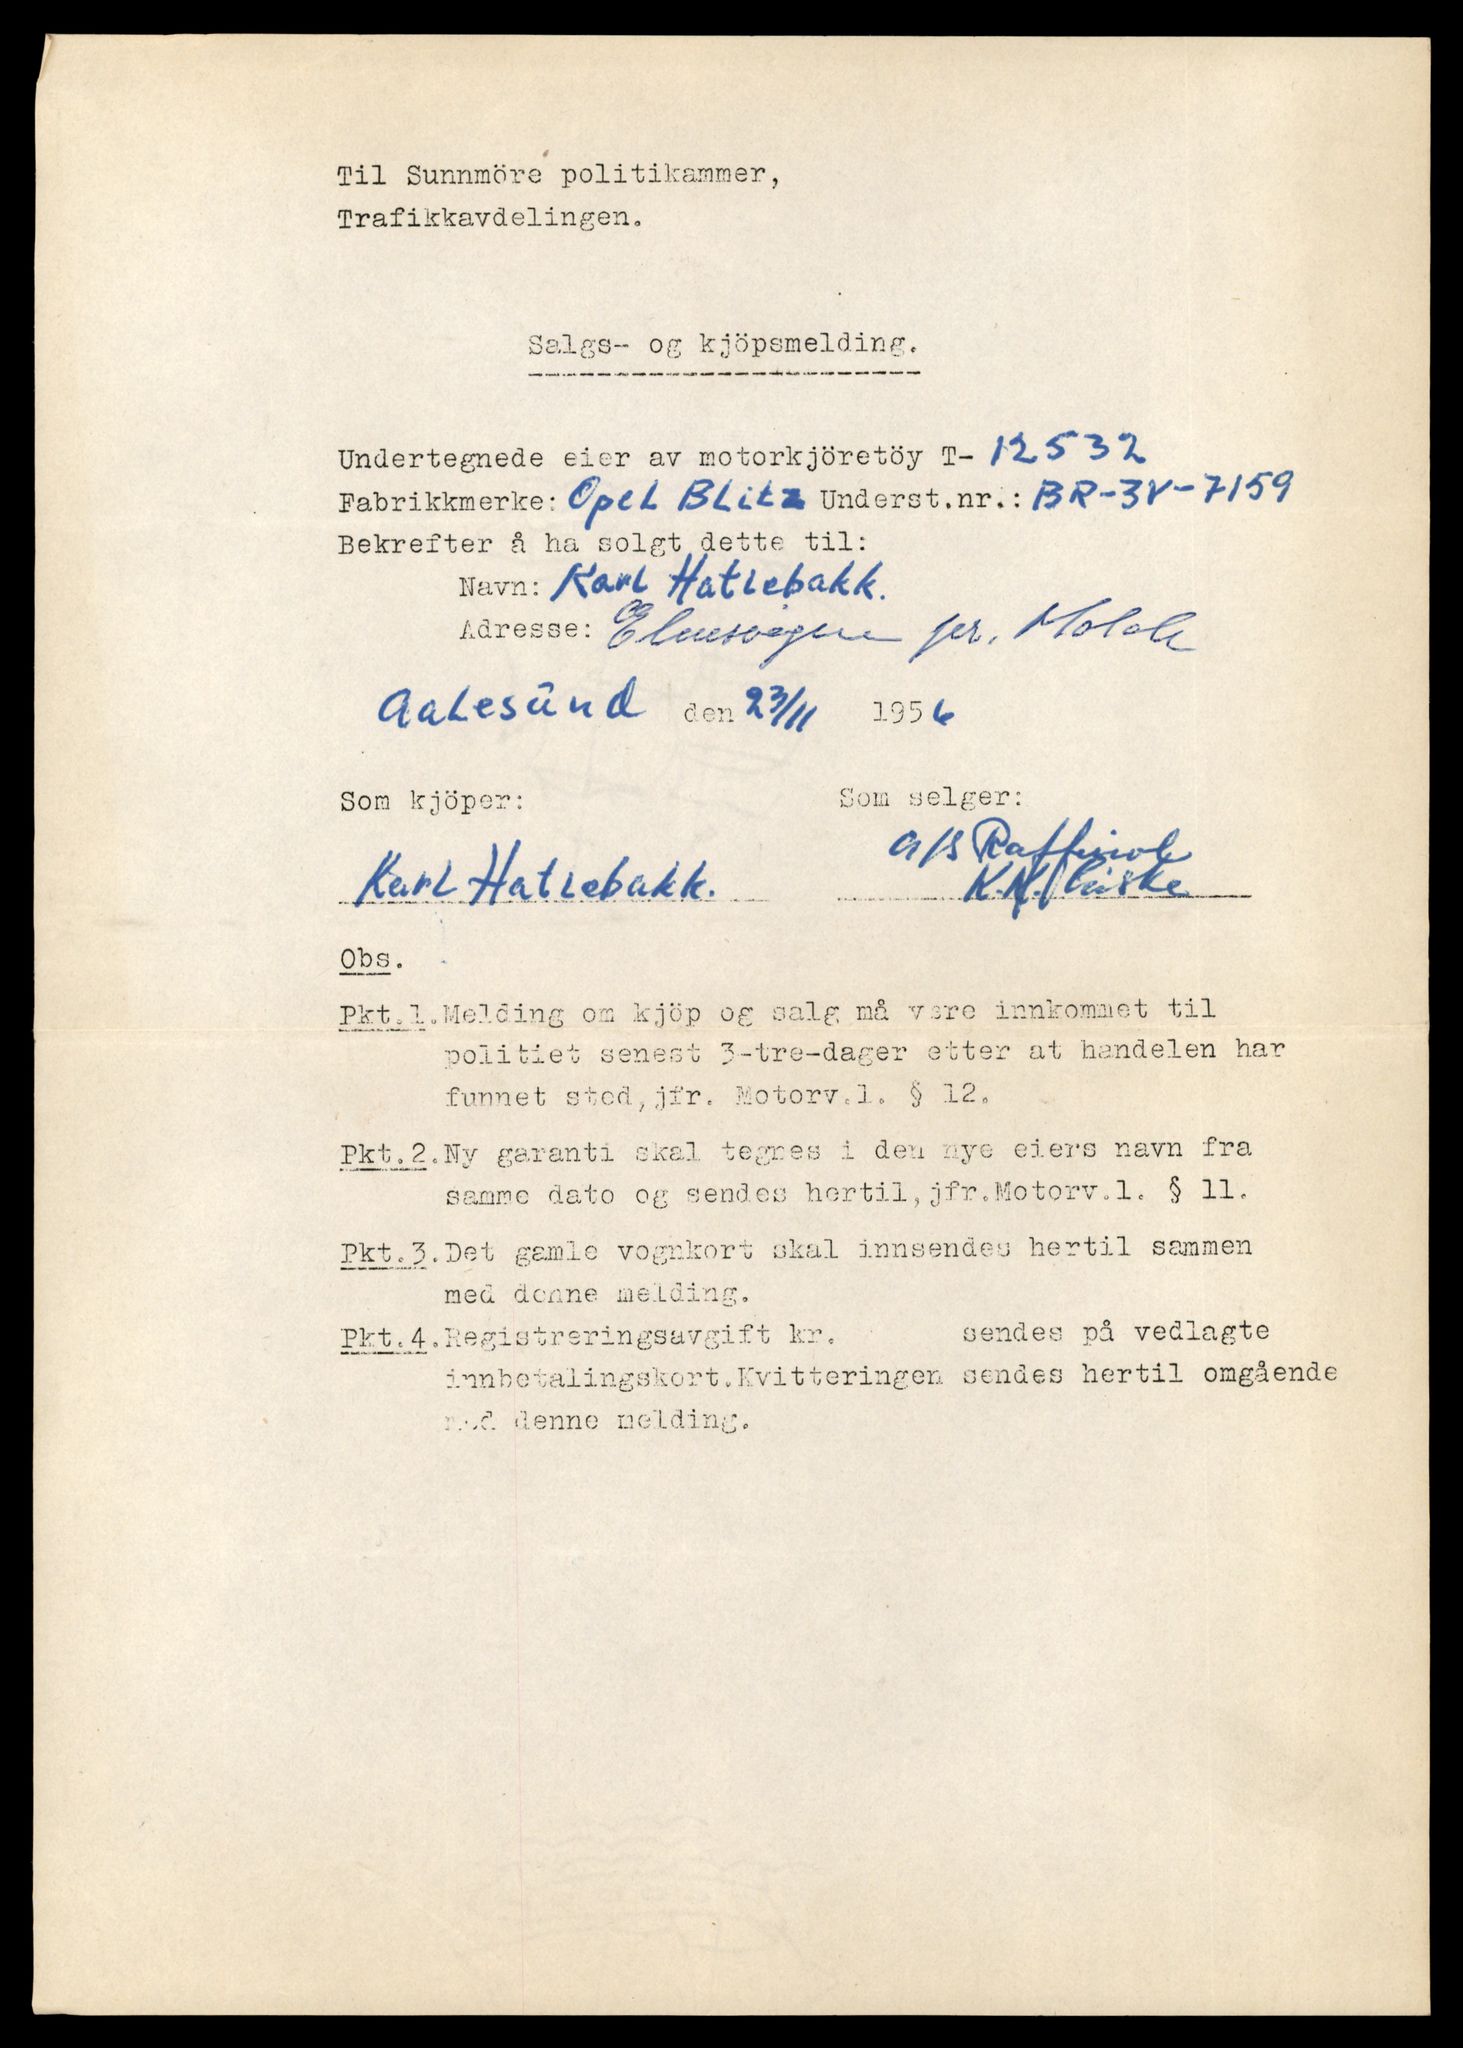 Til Sunnmöre politikammer,
Trafikkavdelingen.
Salgs- og kjöpsmelding.
Undertegnede eier av motorkjöretöy T- 12532
Fabrikkmerke: Opel Blitz Underst.nr.: BR-3V-7159
Bekrefter å ha solgt dette til:
Navn: Karl Hatlebakk.
Adresse: Elnesvågen pr. Molde
Aalesund den 23/11 1956
Som kjöper: Som selger:
a/s Raffinol
Karl Hatlebakk. K.K.
Obs.
Pkt.1. Melding om kjöp og salg må være innkommet til
politiet senest 3-tre-dager etter at handelen har
funnet sted, jfr. Motorv.l. § 12.
Pkt.2. Ny garanti skal tegnes i den nye eiers navn fra
samme dato og sendes hertil, jfr.Motorv.l. § 11.
Pkt.3. Det gamle vognkort skal innsendes hertil sammen
med denne melding.
Pkt.4. Registreringsavgift kr. sendes på vedlagte
innbetalingskort.Kvitteringen sendes hertil omgående
med denne melding.